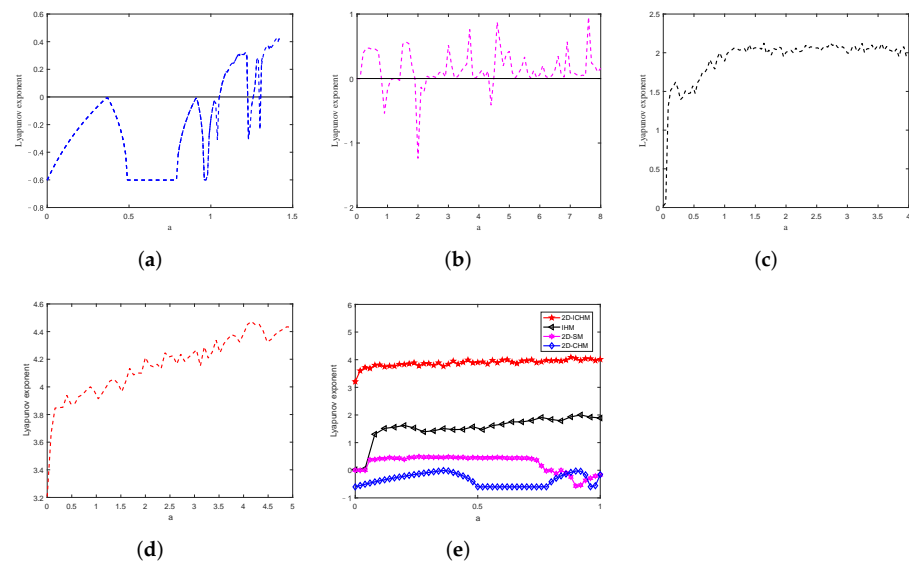 0.6
0.4
0.2
0
-0.2
-0.4
-0.6
-0.8
Lyapunov exponent
0 0.5 1 1.5
a
(a)
1
0
-1
-2
Lyapunov exponent
0 1 2 3 4 5 6 7 8
a
(b)
2.5
2
1.5
1
0.5
0
Lyapunov exponent
0 0.5 1 1.5 2 2.5 3 3.5 4
a
(c)
4.6
4.4
4.2
4
3.8
3.6
3.4
3.2
Lyapunov exponent
0 0.5 1 1.5 2 2.5 3 3.5 4 4.5 5
a
(d)
6
5
4
3
2
1
0
-1
Lyapunov exponent
2D-ICHM
IHM
2D-SM
2D-CHM
0 0.5 1
a
(e)